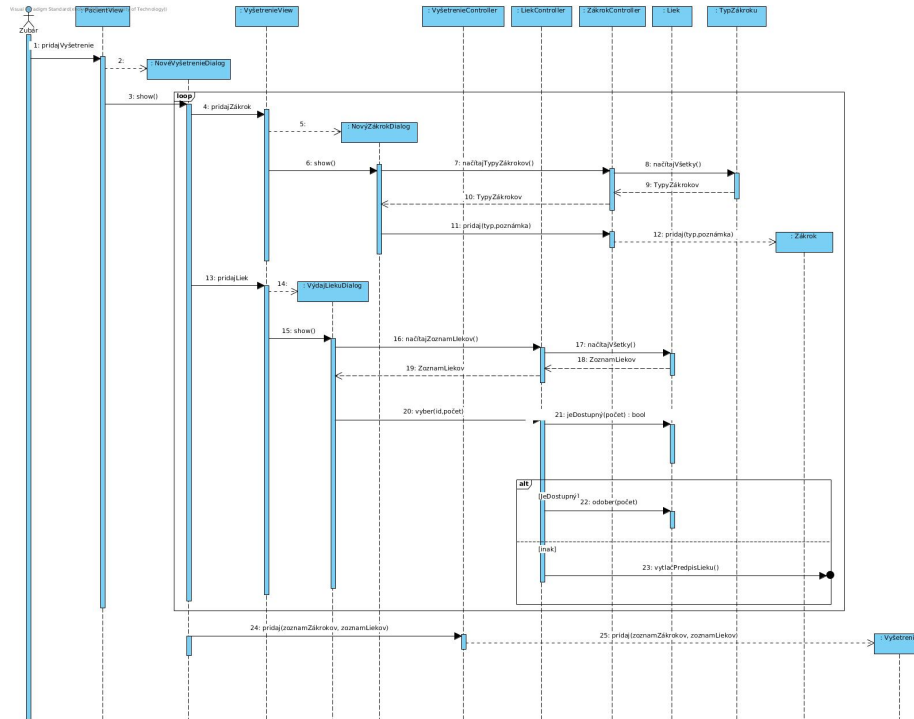 : PacientView
: VyšetrenieView
: VyšetrenieController
: LiekController
: ZákrokController
: Liek
: TypZákroku
Zubár
1: pridajVyšetrenie
2:
: NovéVyšetrenieDialog
3: show()
loop
4: pridajZákrok
5:
: NovýZákrokDialog
6: show()
7: načítajTypyZákrokov()
8: načítajVšetky()
9: TypyZákrokov
10: TypyZákrokov
11: pridaj(typ,poznámka)
12: pridaj(typ,poznámka)
: Zákrok
13: pridajLiek
14:
: VýdajLiekuDialog
15: show()
16: načítajZoznamLiekov()
17: načítajVšetky()
18: ZoznamLiekov
19: ZoznamLiekov
20: vyber(id,počet)
21: jeDostupný(počet) : bool
alt
[jeDostupný]
22: odober(počet)
[inak]
23: vytlačPredpisLieku()
24: pridaj(zoznamZákrokov, zoznamLiekov)
25: pridaj(zoznamZákrokov, zoznamLiekov)